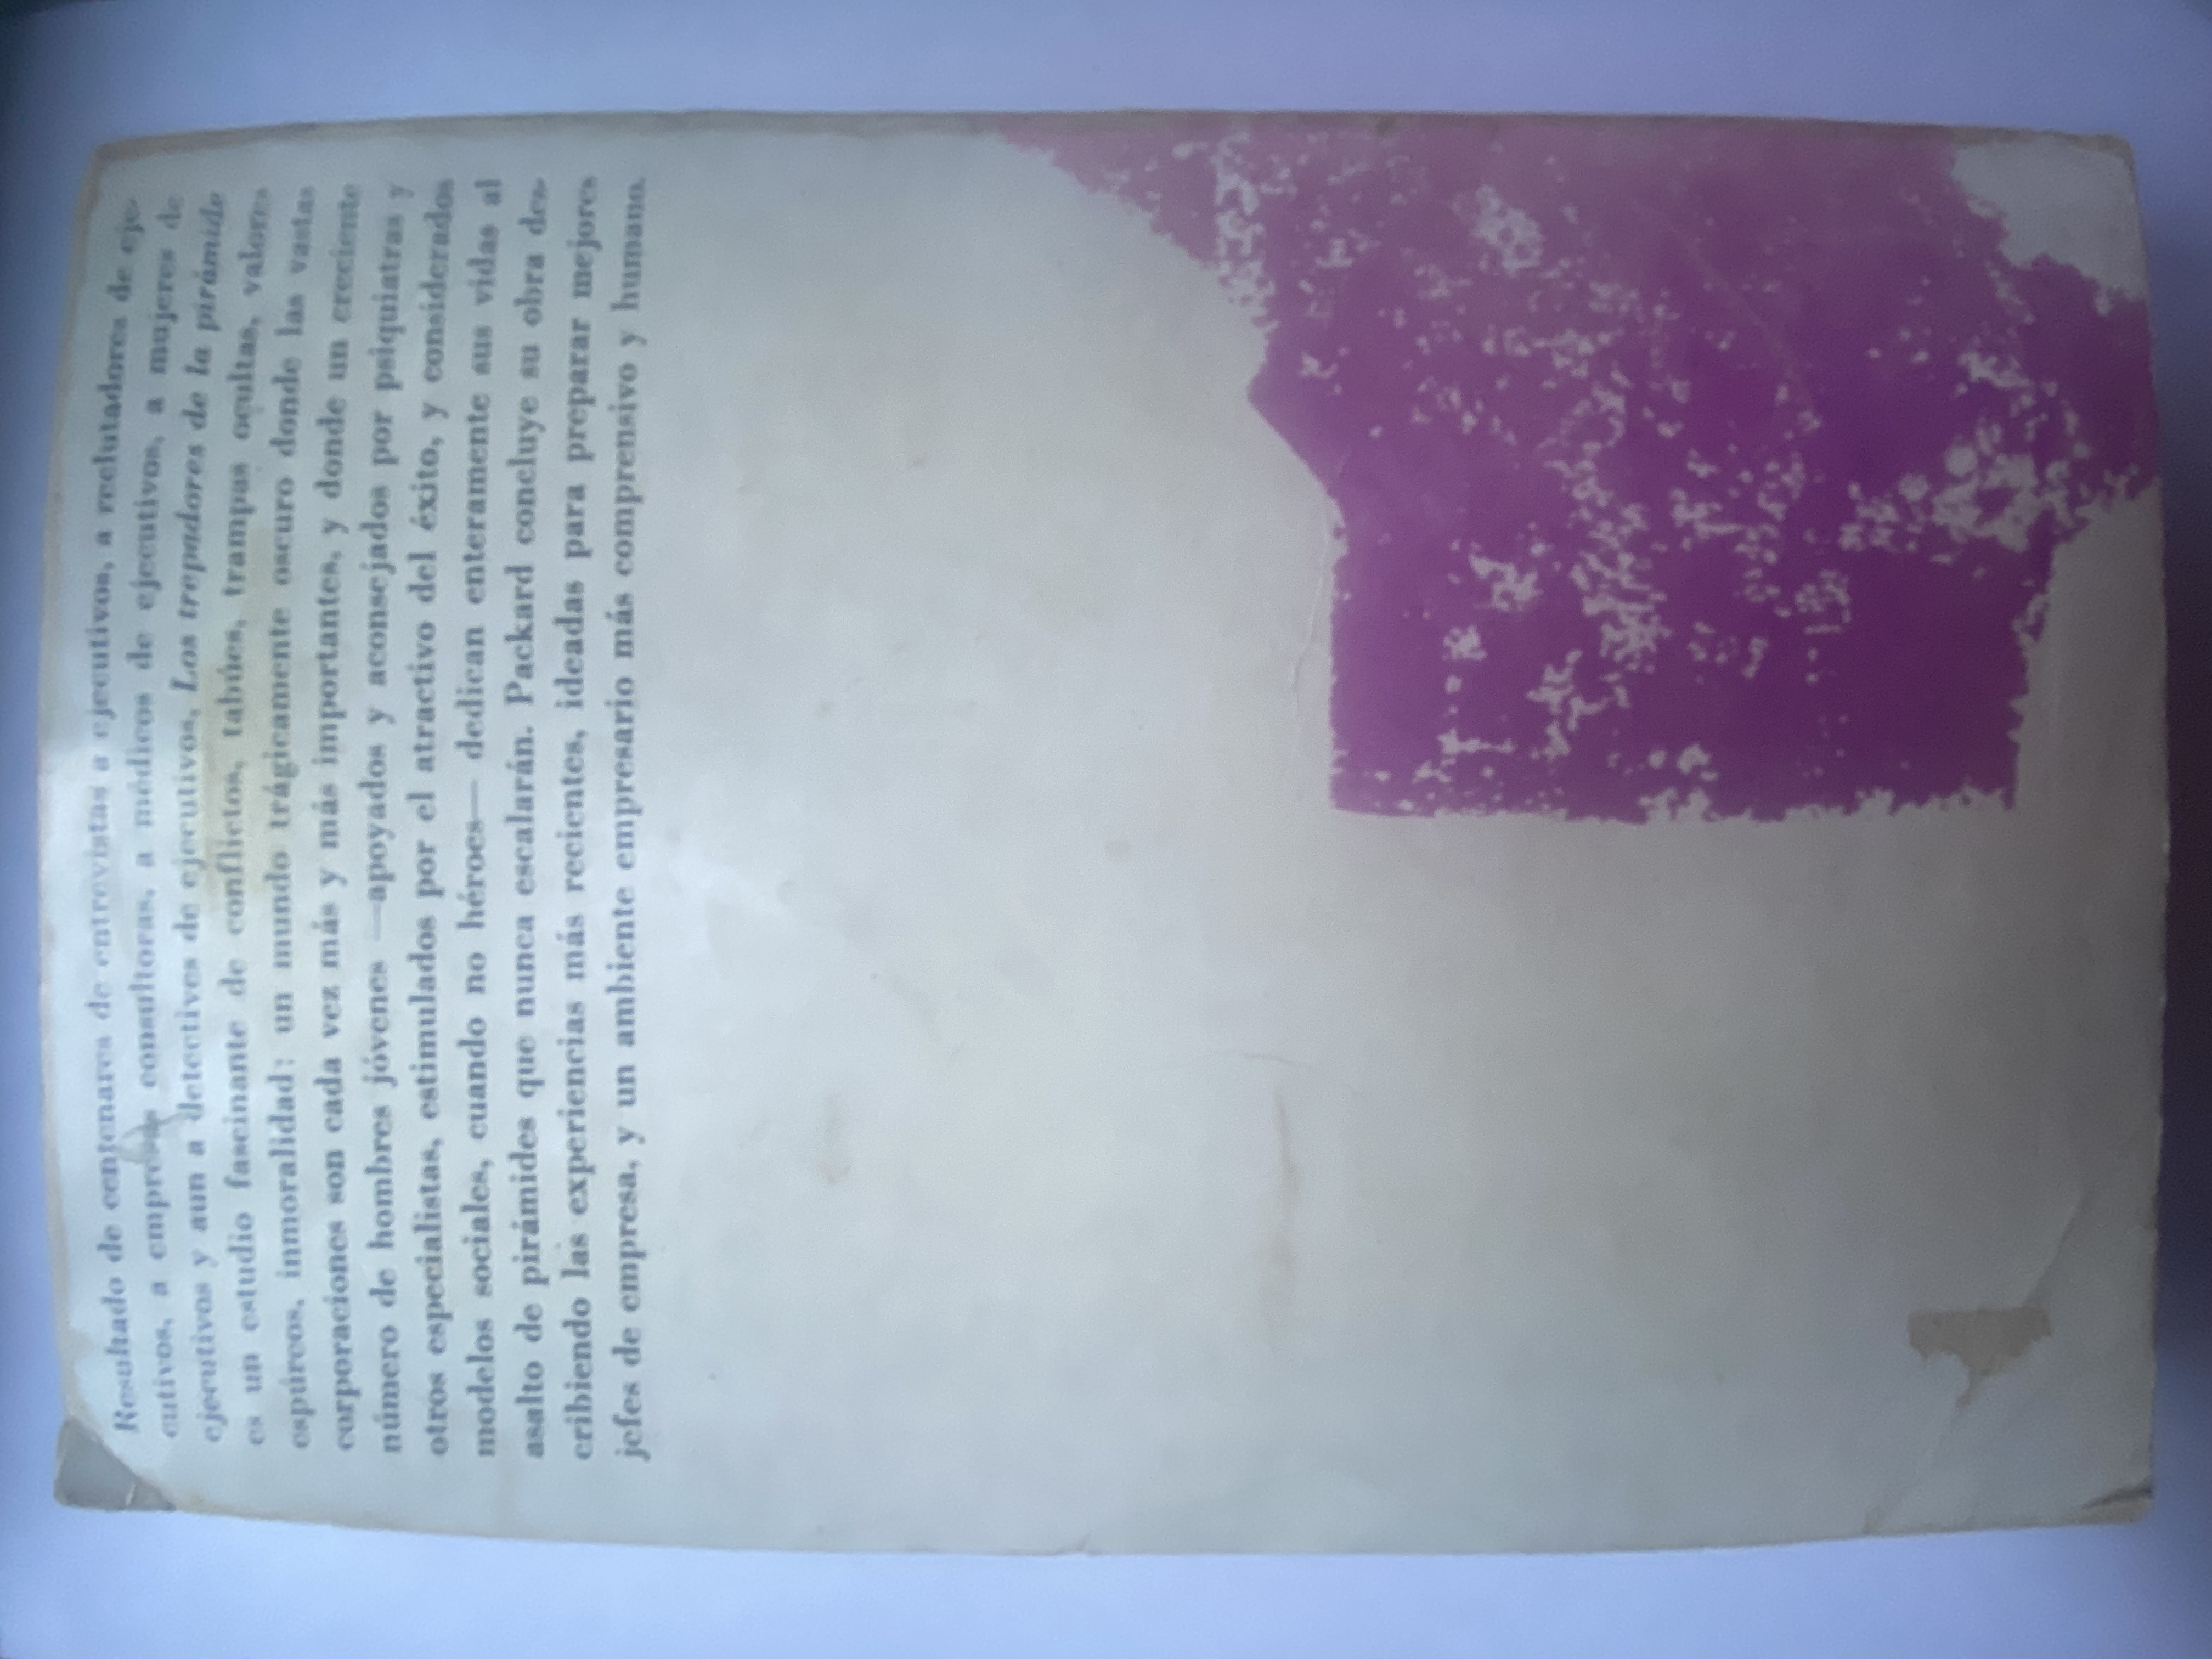 Resultado de centenares de entrevistas a ejecutivos, a reclutadores de eje-
cutivos, a empresas consultoras, a médicos de ejecutivos, a mujeres de
ejecutivos y aun a detectives de ejecutivos, Los trepadores de la pirámide
es un estudio fascinante de conflictos, tabúes, trampas ocultas, valores
espúreos, inmoralidad: un mundo trágicamente oscuro donde las vastas
corporaciones son cada vez más y más importantes, y donde un creciente
número de hombres jóvenes —apoyados y aconsejados por psiquiatras y
otros especialistas, estimulados por el atractivo del éxito, y considerados
modelos sociales, cuando no héroes— dedican enteramente sus vidas al
asalto de pirámides que nunca escalarán. Packard concluye su obra des-
cribiendo las experiencias más recientes, ideadas para preparar mejores
jefes de empresa, y un ambiente empresario más comprensivo y humano.